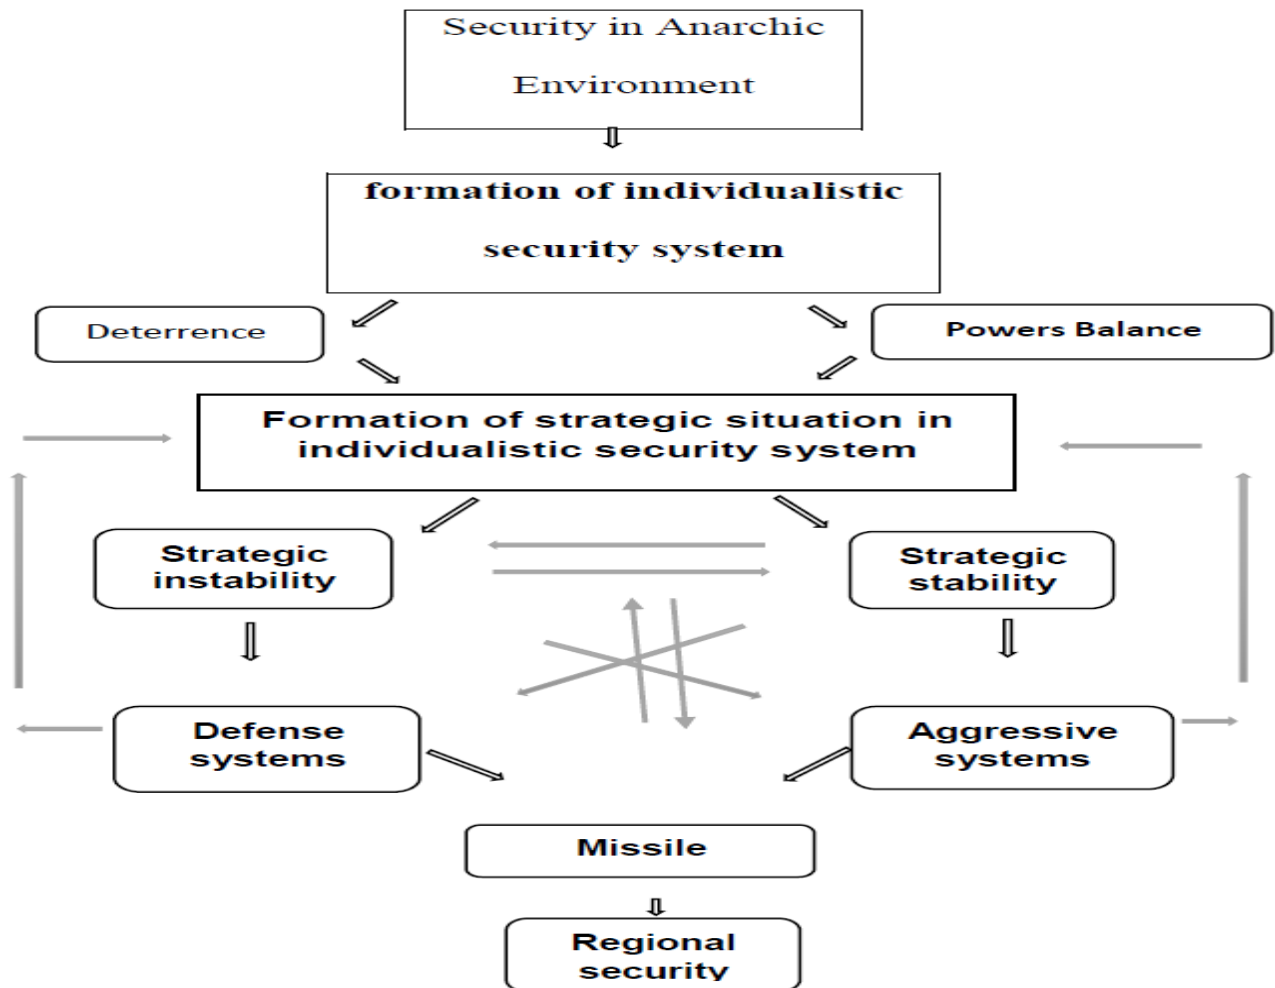 Security in Anarchic
Environment
formation of individualistic
security system
Deterrence
Powers Balance
Formation of strategic situation in
individualistic security system
Strategic
instability
Strategic
stability
Defense
systems
Aggressive
systems
Missile
Regional
security